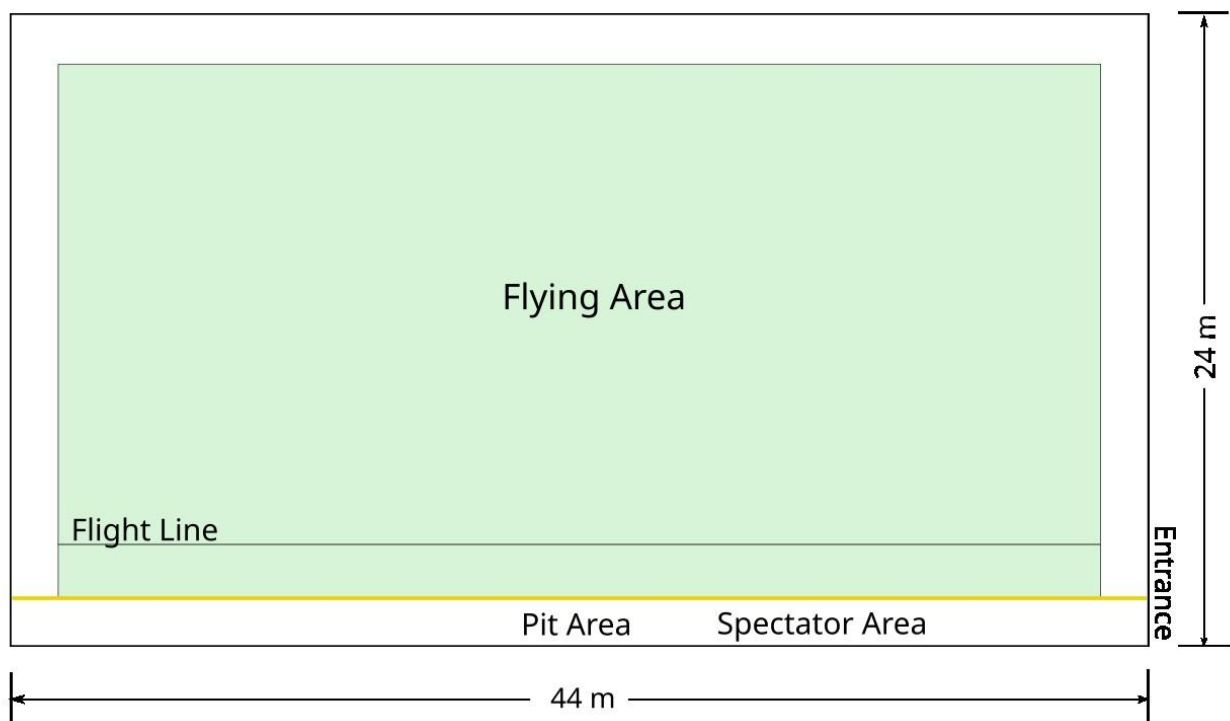 Flying Area
24 m
Flight Line
Entrance
Pit Area
Spectator Area
44 m